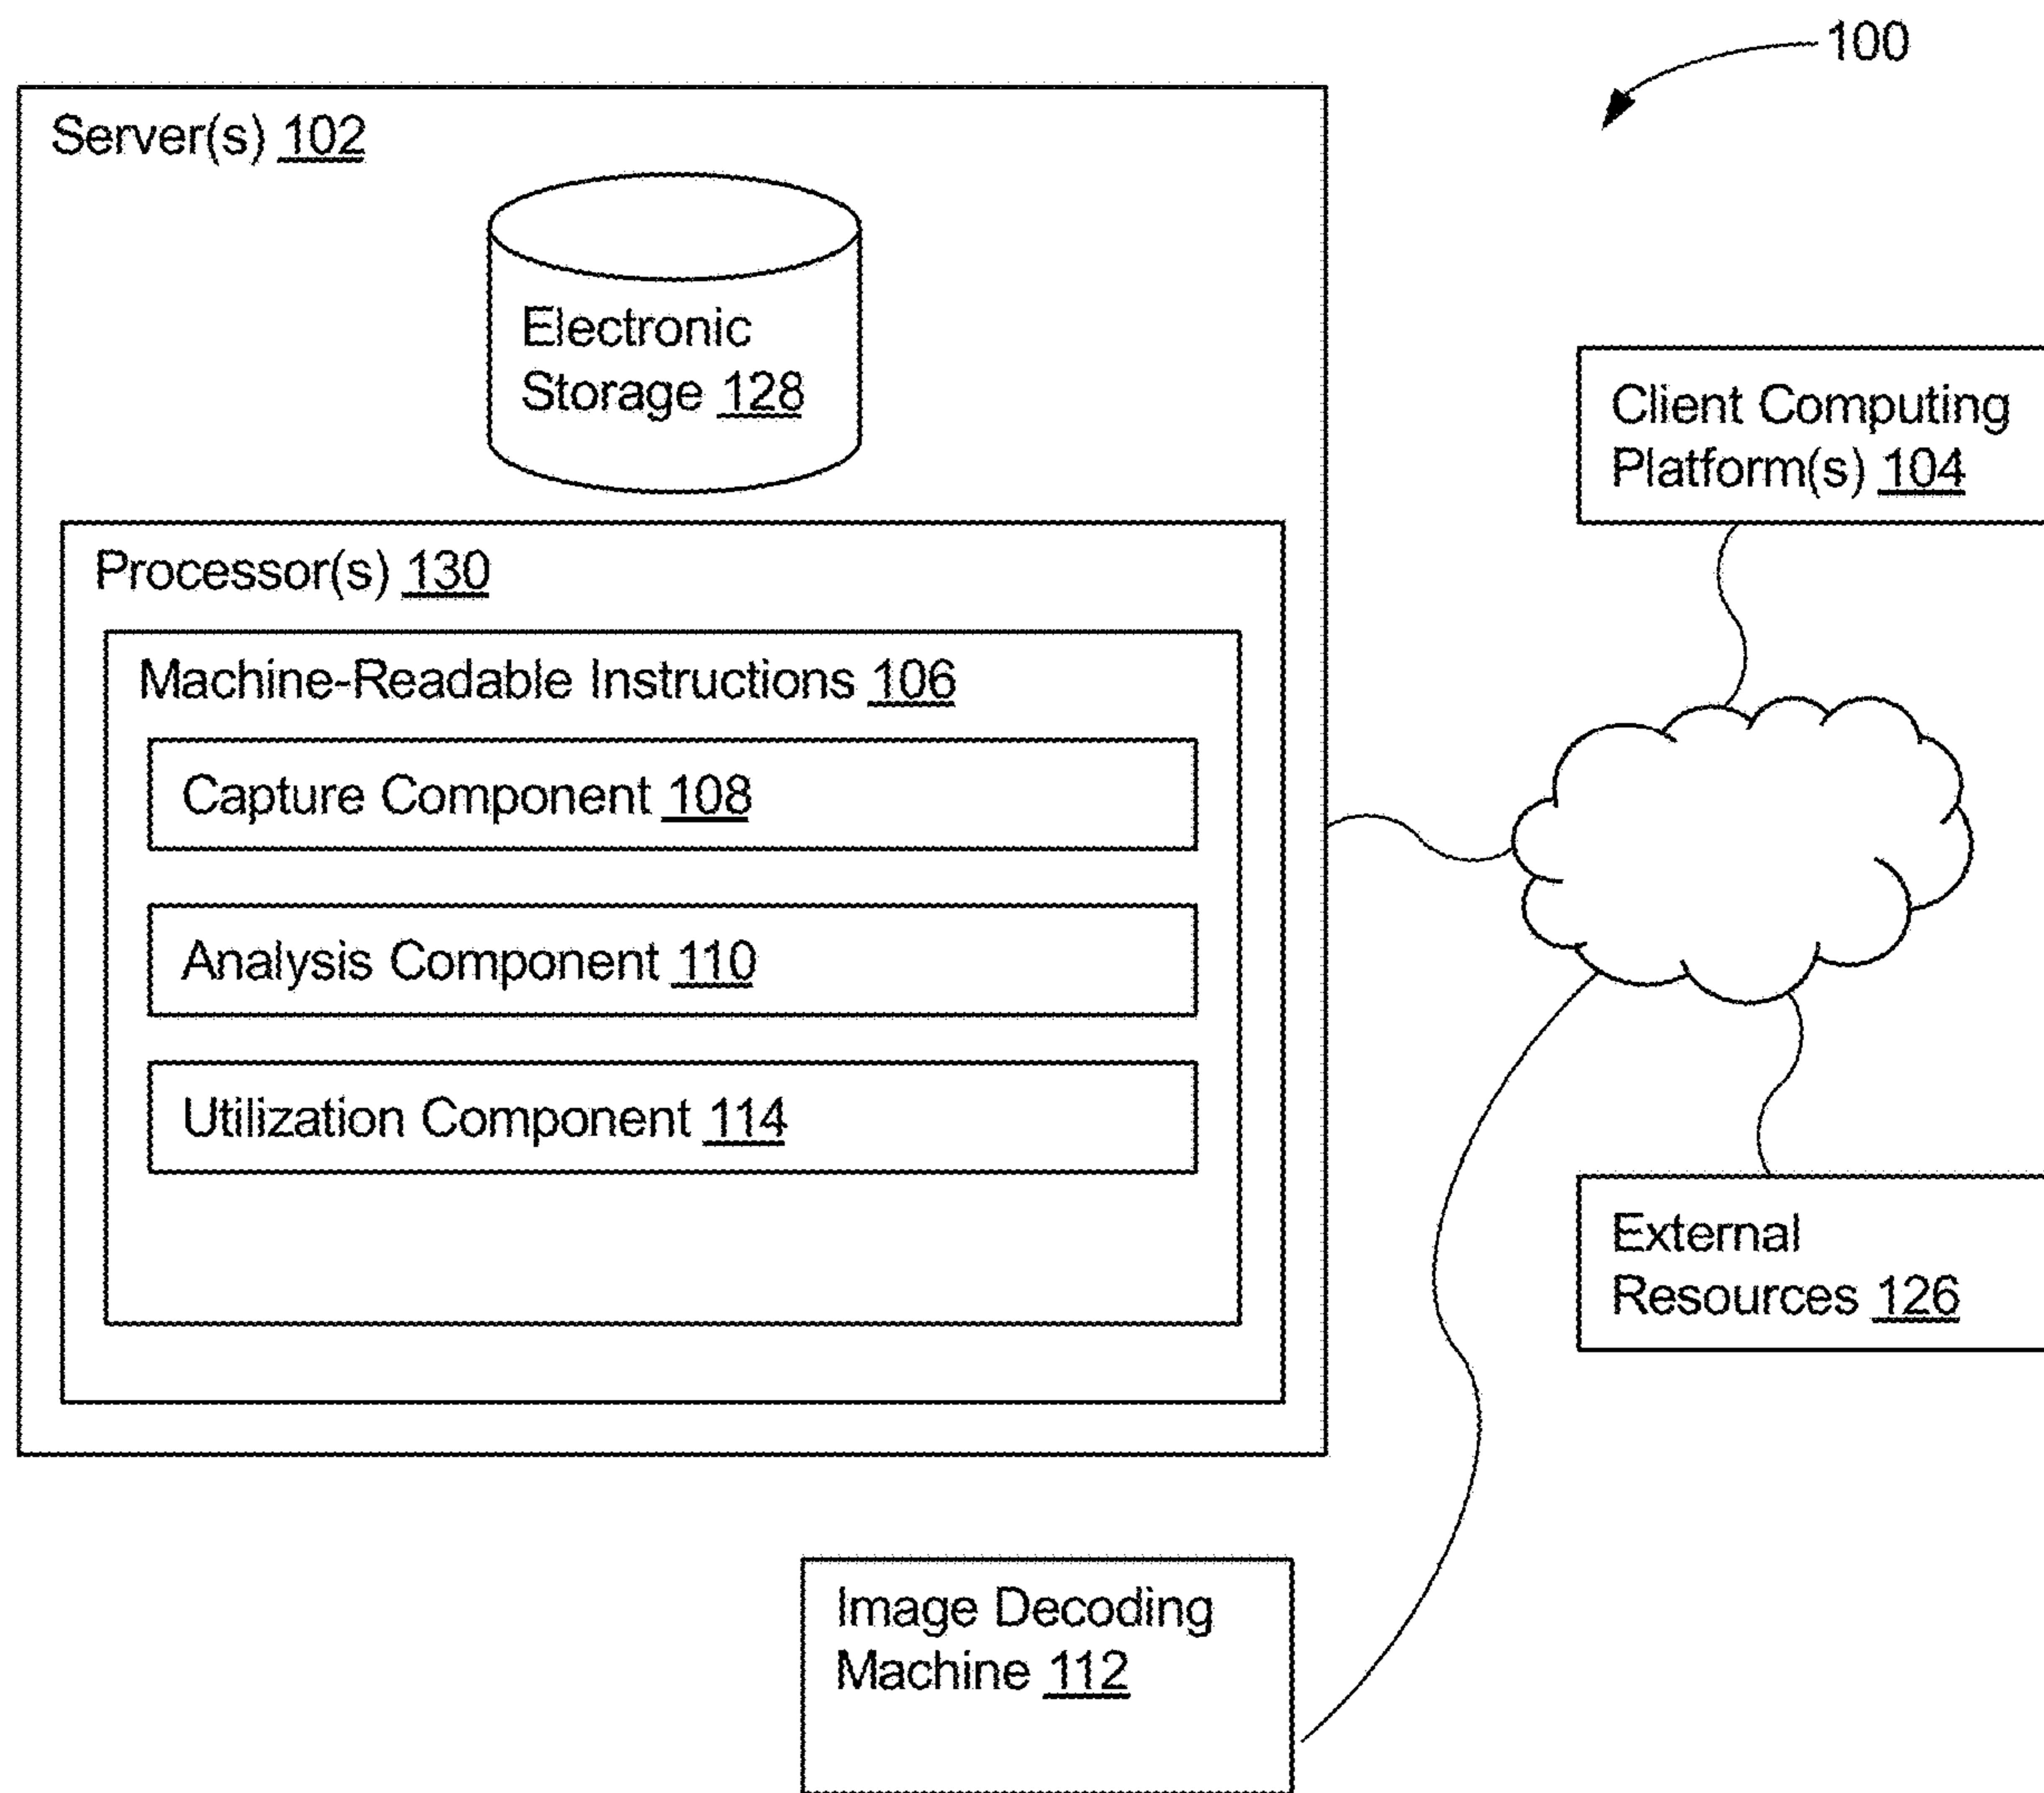 100
Server(s) 102
Electronic
Storage 128
Client Computing
Platform(s) 104
Processor(s) 130
Machine-Readable Instructions 106
Capture Component 108
Analysis Component 110
Utilization Component 114
External
Resources 126
Image Decoding
Machine 112